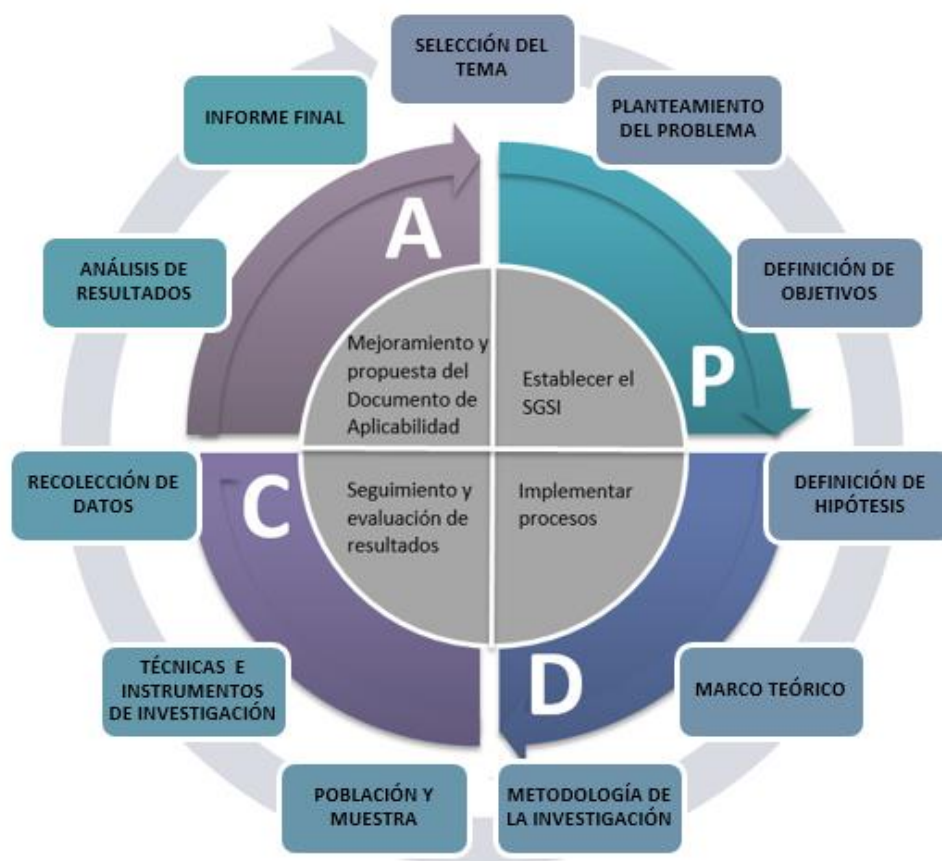 SELECCIÓN DEL
TEMA
PLANTEAMIENTO
DEL PROBLEMA
DEFINICIÓN DE
OBJETIVOS
DEFINICIÓN DE
HIPÓTESIS
MARCO TEÓRICO
METODOLOGÍA DE
LA INVESTIGACIÓN
POBLACIÓN Y
MUESTRA
TÉCNICAS E
INSTRUMENTOS
DE INVESTIGACIÓN
RECOLECCIÓN DE
DATOS
ANÁLISIS DE
RESULTADOS
INFORME FINAL
P
Establecer el
SGSI
D
Implementar
procesos
C
Seguimiento y
evaluación de
resultados
A
Mejoramiento y
propuesta del
Documento de
Aplicabilidad